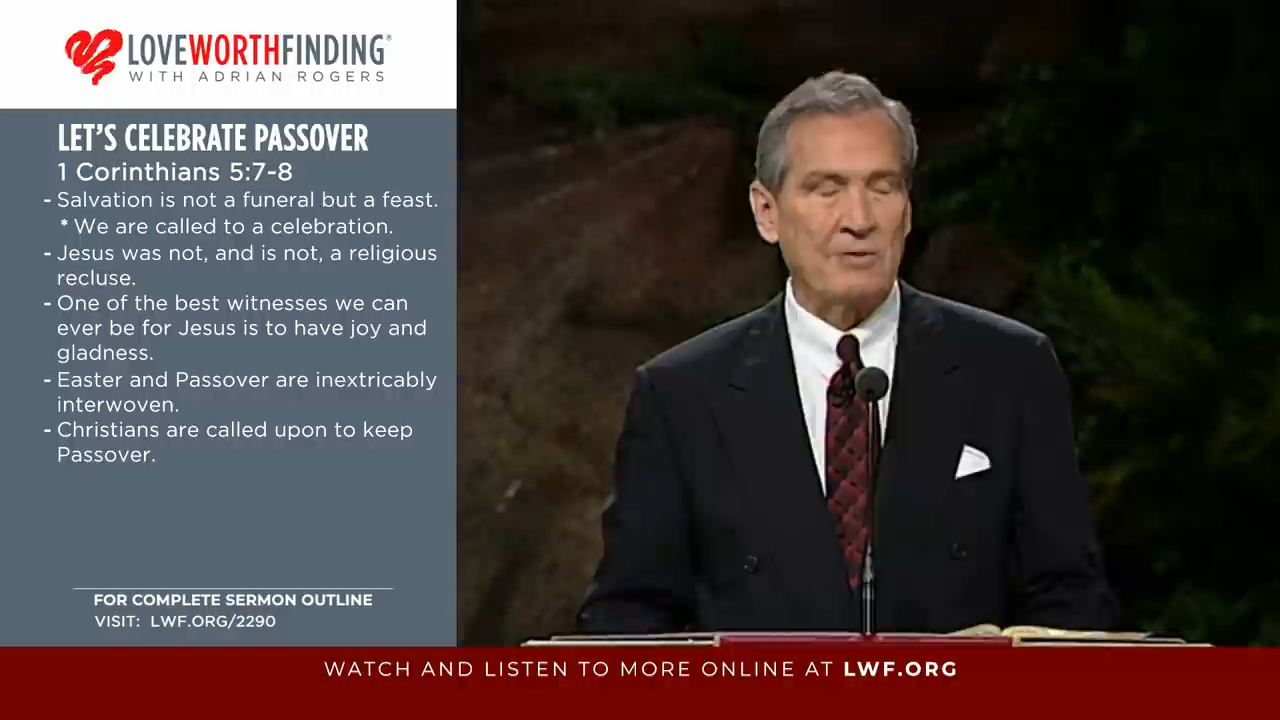 LOVEWORTHFINDING®
WITH ADRIAN ROGERS
LET'S CELEBRATE PASSOVER
1 Corinthians 5:7-8
- Salvation is not a funeral but a feast.
* We are called to a celebration.
- Jesus was not, and is not, a religious
recluse.
- One of the best witnesses we can
ever be for Jesus is to have joy and
gladness.
- Easter and Passover are inextricably
interwoven.
- Christians are called upon to keep
Passover.
FOR COMPLETE SERMON OUTLINE
VISIT: LWF.ORG/2290
WATCH AND LISTEN TO MORE ONLINE AT LWF.ORG